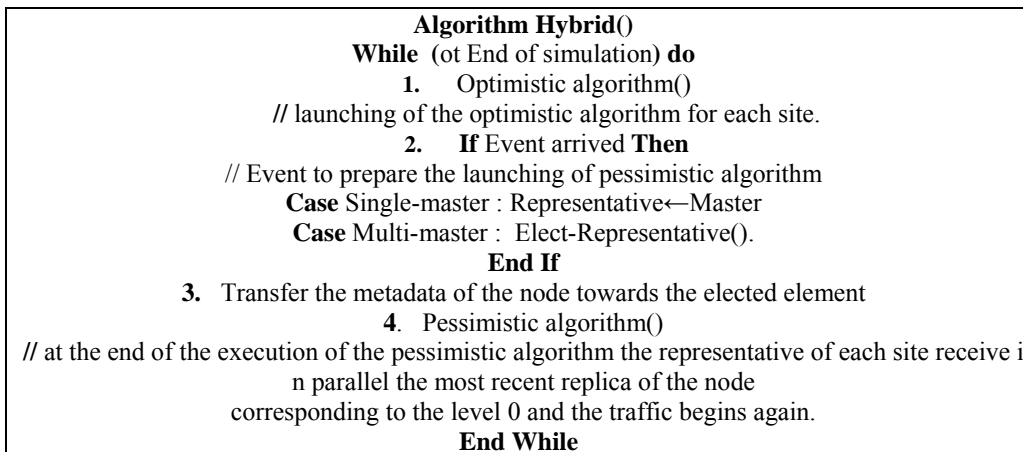 Algorithm Hybrid()
While (ot End of simulation) do
1. Optimistic algorithm()
// launching of the optimistic algorithm for each site.
2. If Event arrived Then
// Event to prepare the launching of pessimistic algorithm
Case Single-master : Representative←Master
Case Multi-master : Elect-Representative().
End If
3. Transfer the metadata of the node towards the elected element
4. Pessimistic algorithm()
// at the end of the execution of the pessimistic algorithm the representative of each site receive i
n parallel the most recent replica of the node
corresponding to the level 0 and the traffic begins again.
End While